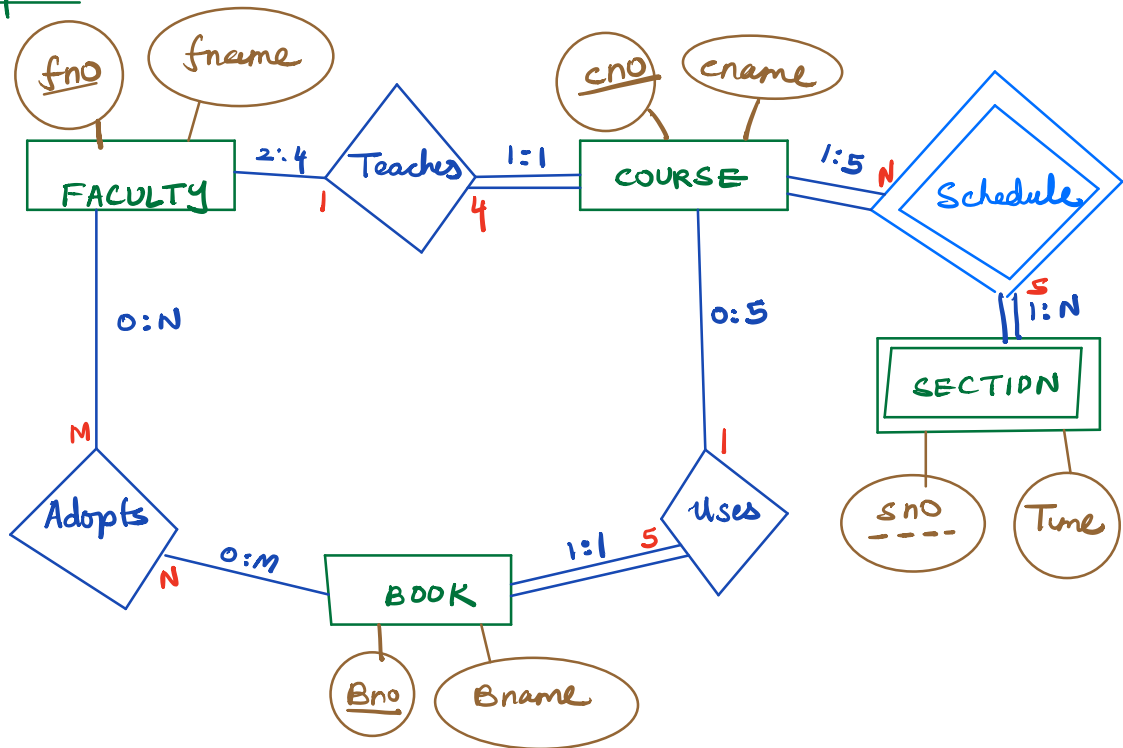 fno
fname
cno
cname
FACULTY
2:4
1
Teaches
1:1
4
COURSE
1:5
N
Schedule
5
1:N
SECTION
sno
Time
0:N
M
Adopts
N
0:M
BOOK
Bno
Bname
1:1
5
Uses
1
0:5